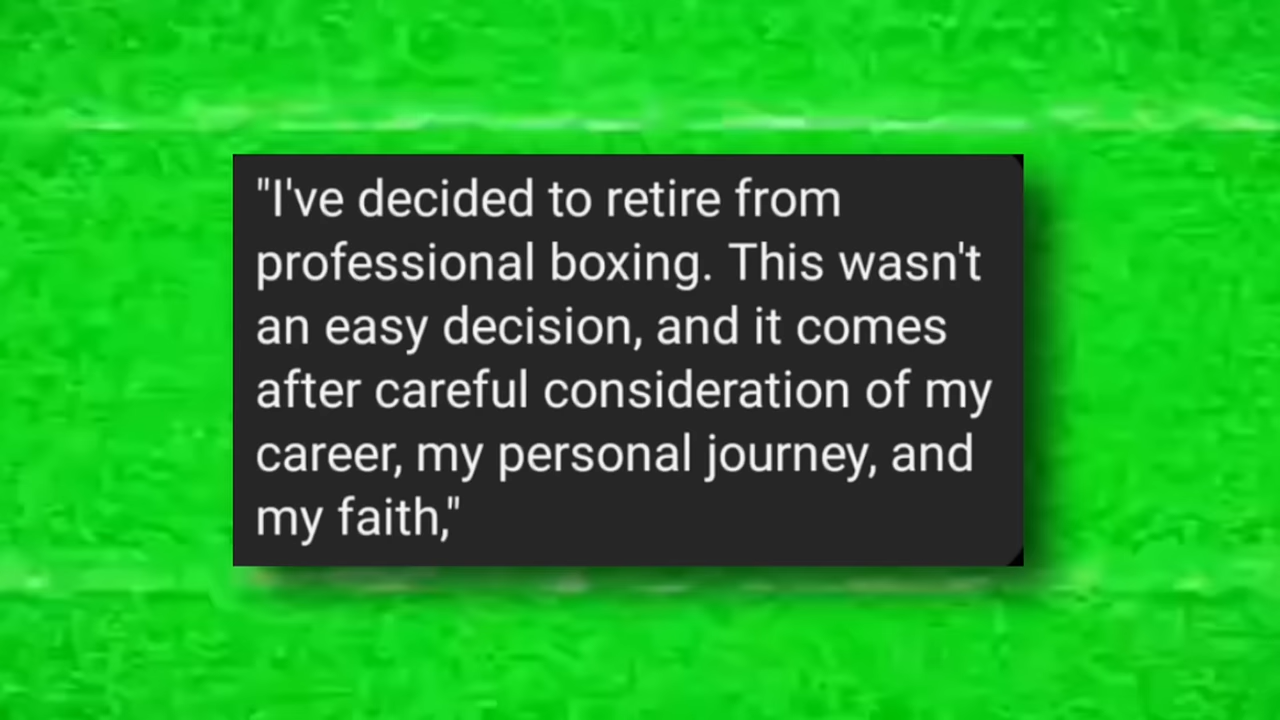 "I've decided to retire from
professional boxing. This wasn't
an easy decision, and it comes
after careful consideration of my
career, my personal journey, and
my faith,"